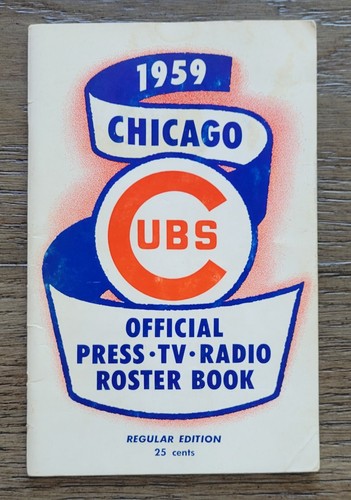 1959
CHICAGO
CUBS
OFFICIAL
PRESS · TV · RADIO
ROSTER BOOK
REGULAR EDITION
25 cents